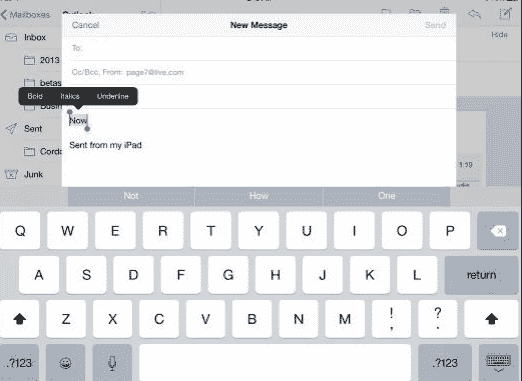 Mailboxes
Cancel New Message Send
Hide
Inbox
To:
2013
Cc/Bcc, From: page7@live.com
betas
Bold Italics Underline
Now
Sent
Sent from my iPad
Junk
Not How One
Q W E R T Y U I O P
A S D F G H J K L return
Z X C V B N M ! , ? .
.?123 .?123